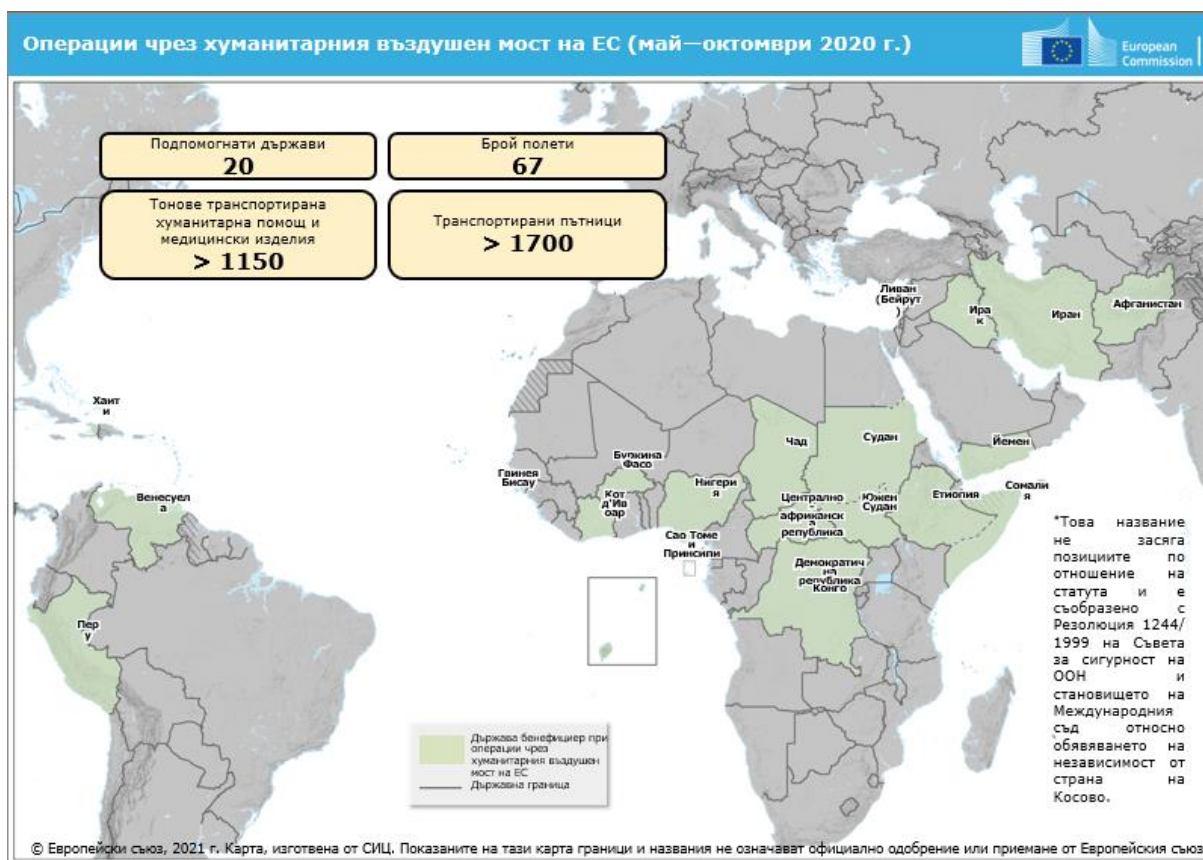 Операции чрез хуманитарния въздушен мост на ЕС (май—октомври 2020 г.)
European
Commission
Подпомогнати държави
20
Брой полети
67
Тонове транспортирана
хуманитарна помощ и
медицински изделия
> 1150
Транспортирани пътници
> 1700
Ливан
(Бейрут
)
Ира
к
Иран
Афганистан
Хаит
и
Венесуел
а
Пер
у
Гвинея
Бисау
Буркина
Фасо
Кот
д'Ив
оар
Нигери
я
Чад
Судан
Йемен
Централно
африканск
а
република
Южен
Судан
Етиопия
Сомали
я
Сао Томе
и
Принсипи
Демократич
на
република
Конго
*Това название
не засяга
позициите по
отношение на
статута и е
съобразено с
Резолюция 1244/
1999 на Съвета
за сигурност на
ООН и
становището на
Международния
съд относно
обявяването на
независимост от
страна на
Косово.
Държава бенефициер при
операции чрез
хуманитарния въздушен
мост на ЕС
Държавна граница
© Европейски съюз, 2021 г. Карта, изготвена от СИЦ. Показаните на тази карта граници и названия не означават официално одобрение или приемане от Европейския съюз